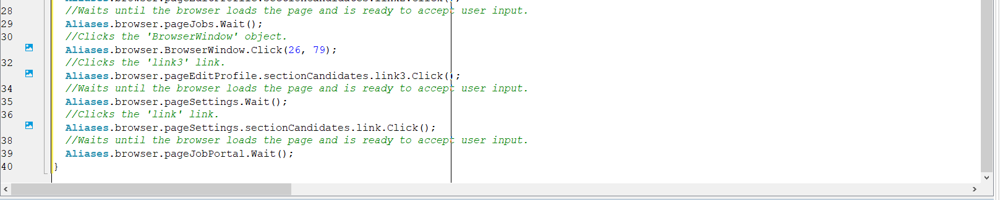 28 //Waits until the browser loads the page and is ready to accept user input.
29 Aliases.browser.pageJobs.Wait();
30 //Clicks the 'BrowserWindow' object.
Aliases.browser.BrowserWindow.Click(26, 79);
32 //Clicks the 'link3' link.
Aliases.browser.pageEditProfile.sectionCandidates.link3.Click();
34 //Waits until the browser loads the page and is ready to accept user input.
35 Aliases.browser.pageSettings.Wait();
36 //Clicks the 'link' link.
Aliases.browser.pageSettings.sectionCandidates.link.Click();
38 //Waits until the browser loads the page and is ready to accept user input.
39 Aliases.browser.pageJobPortal.Wait();
40 }